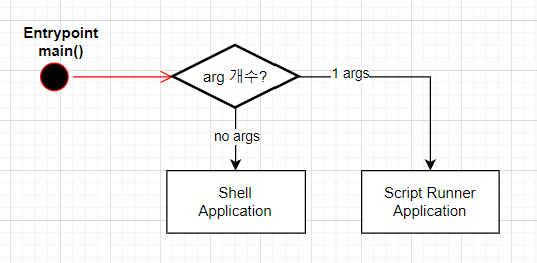 Entrypoint
main()
arg 개수?
1 args
no args
Shell
Application
Script Runner
Application